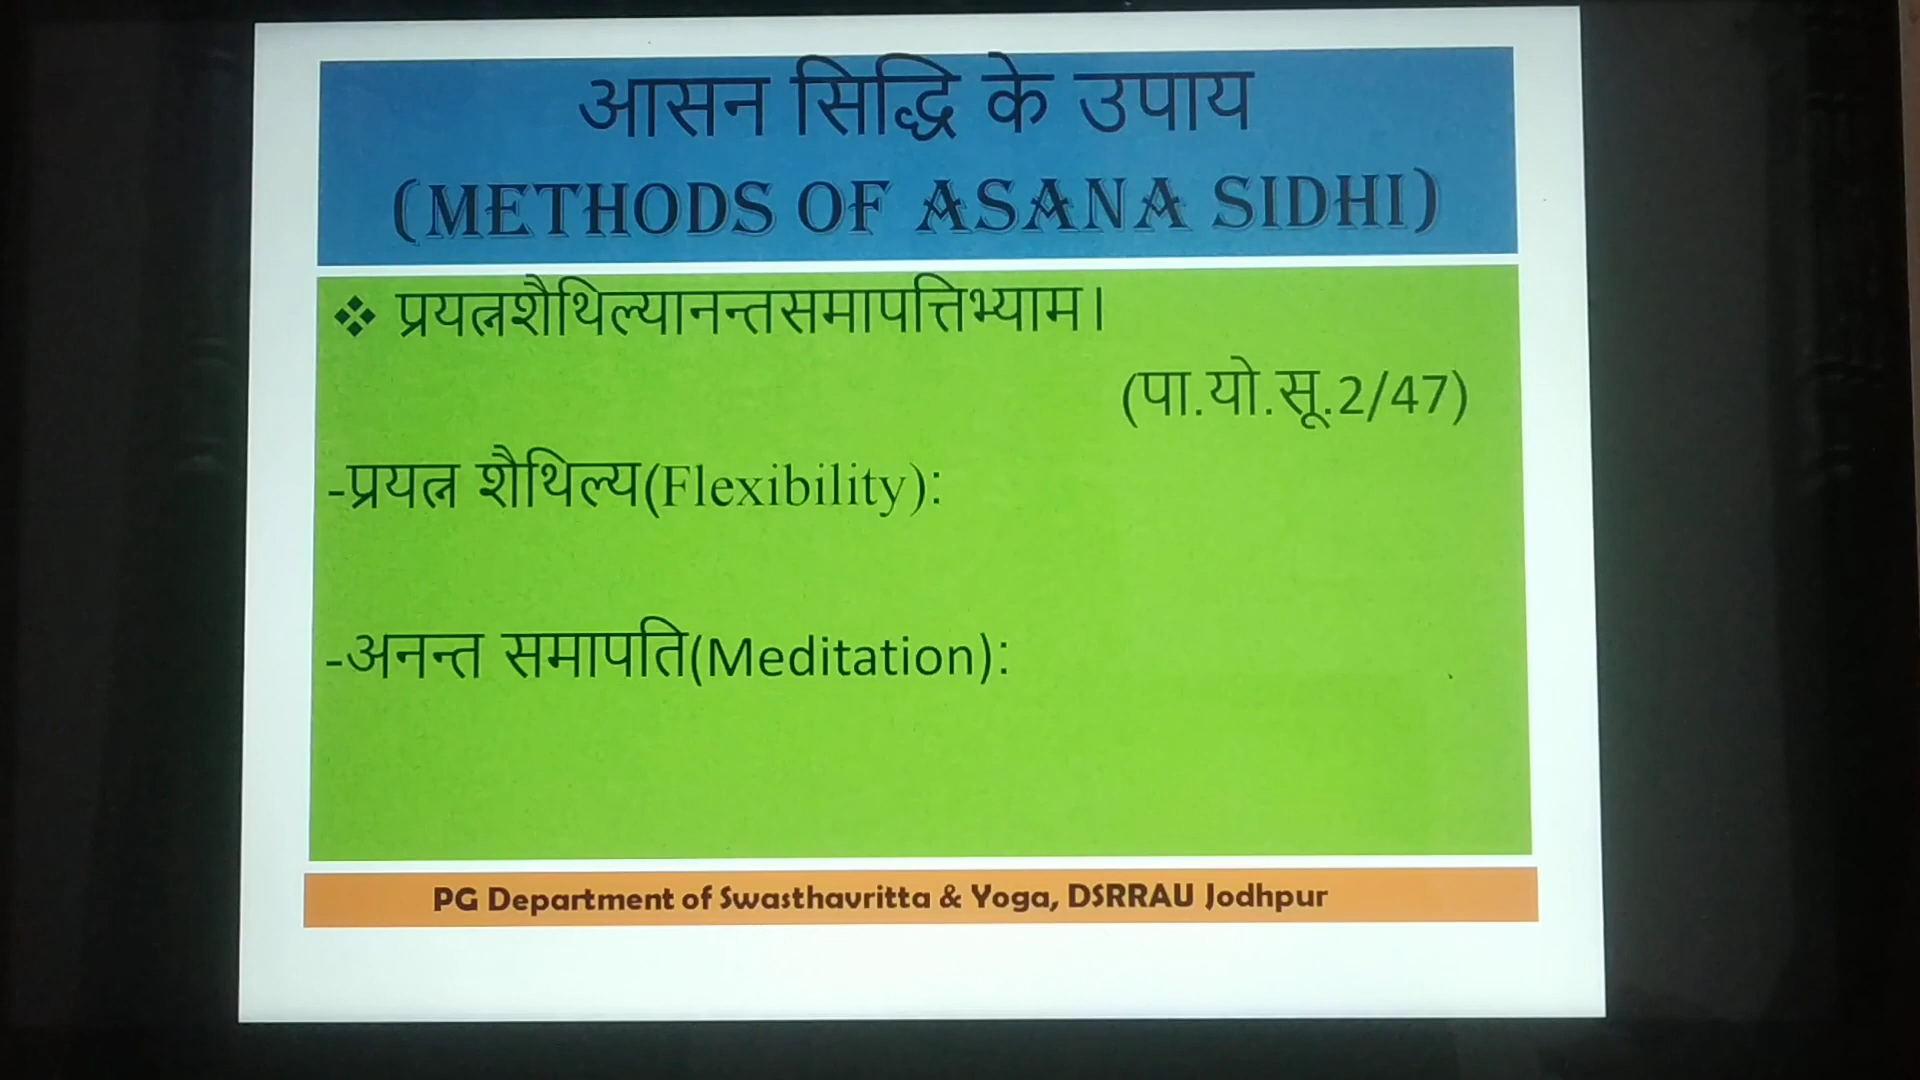 आसन सिद्धि के उपाय
(METHODS OF ASANA SIDHI)
❖ प्रयत्नशैथिल्यानन्तसमापत्तिभ्याम।
(पा.यो.सू.2/47)
-प्रयत्न शैथिल्य(Flexibility):
-अनन्त समापति(Meditation):
PG Department of Swasthavritta & Yoga, DSRRAU Jodhpur